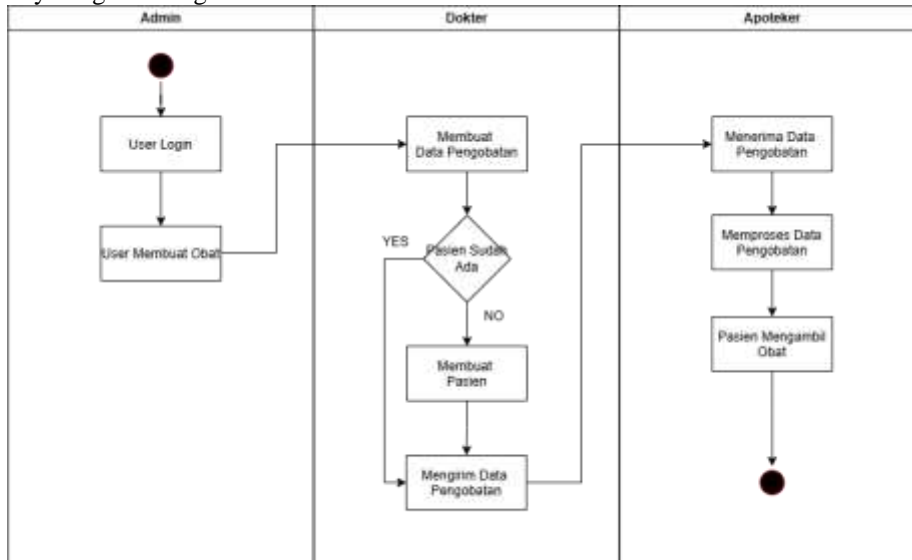 Admin
Dokter
Apoteker
User Login
User Membuat Obat
Membuat
Data Pengobatan
YES
Pasien Sudah
Ada
NO
Membuat
Pasien
Mengirim Data
Pengobatan
Menerima Data
Pengobatan
Memproses Data
Pengobatan
Pasien Mengambil
Obat